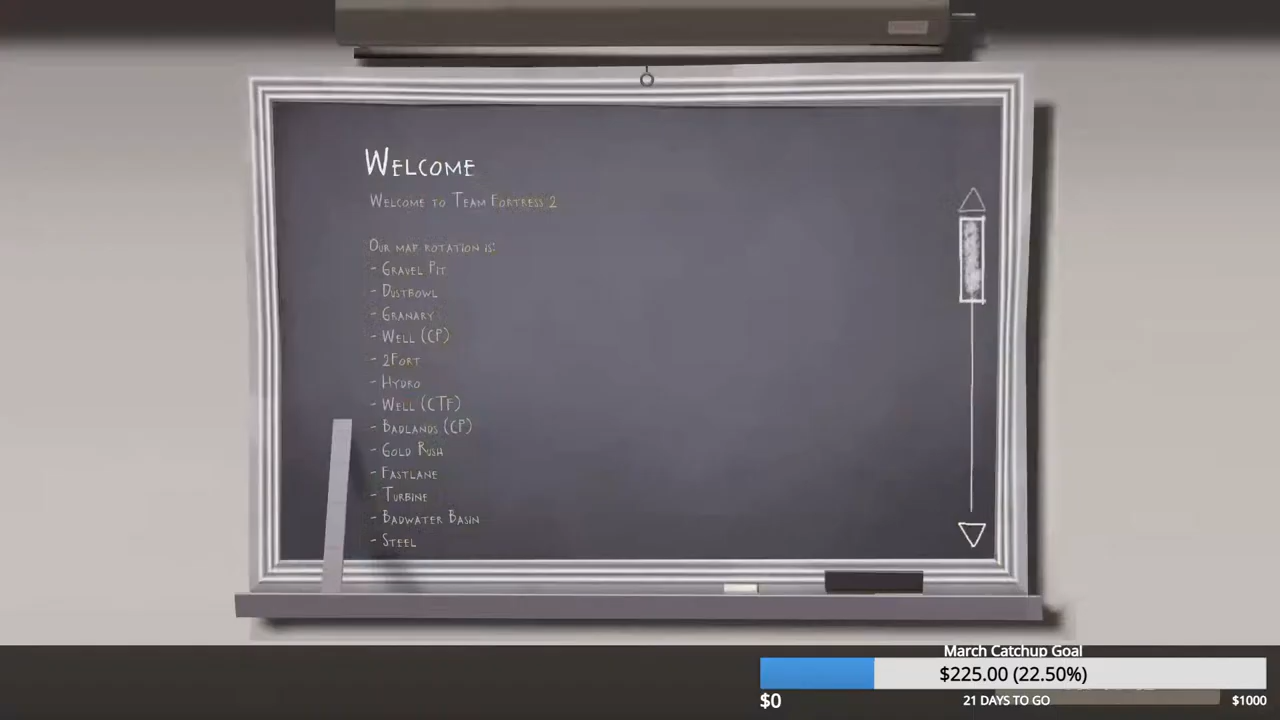 Welcome
Welcome to Team Fortress 2
Our map rotation is:
- Gravel Pit
- Dustbowl
- Granary
- Well (CP)
- 2Fort
- Hydro
- Well (CTF)
- Badlands (CP)
- Gold Rush
- Fastlane
- Turbine
- Badwater Basin
- Steel
March Catchup Goal
$225.00 (22.50%)
$0
21 DAYS TO GO
$1000